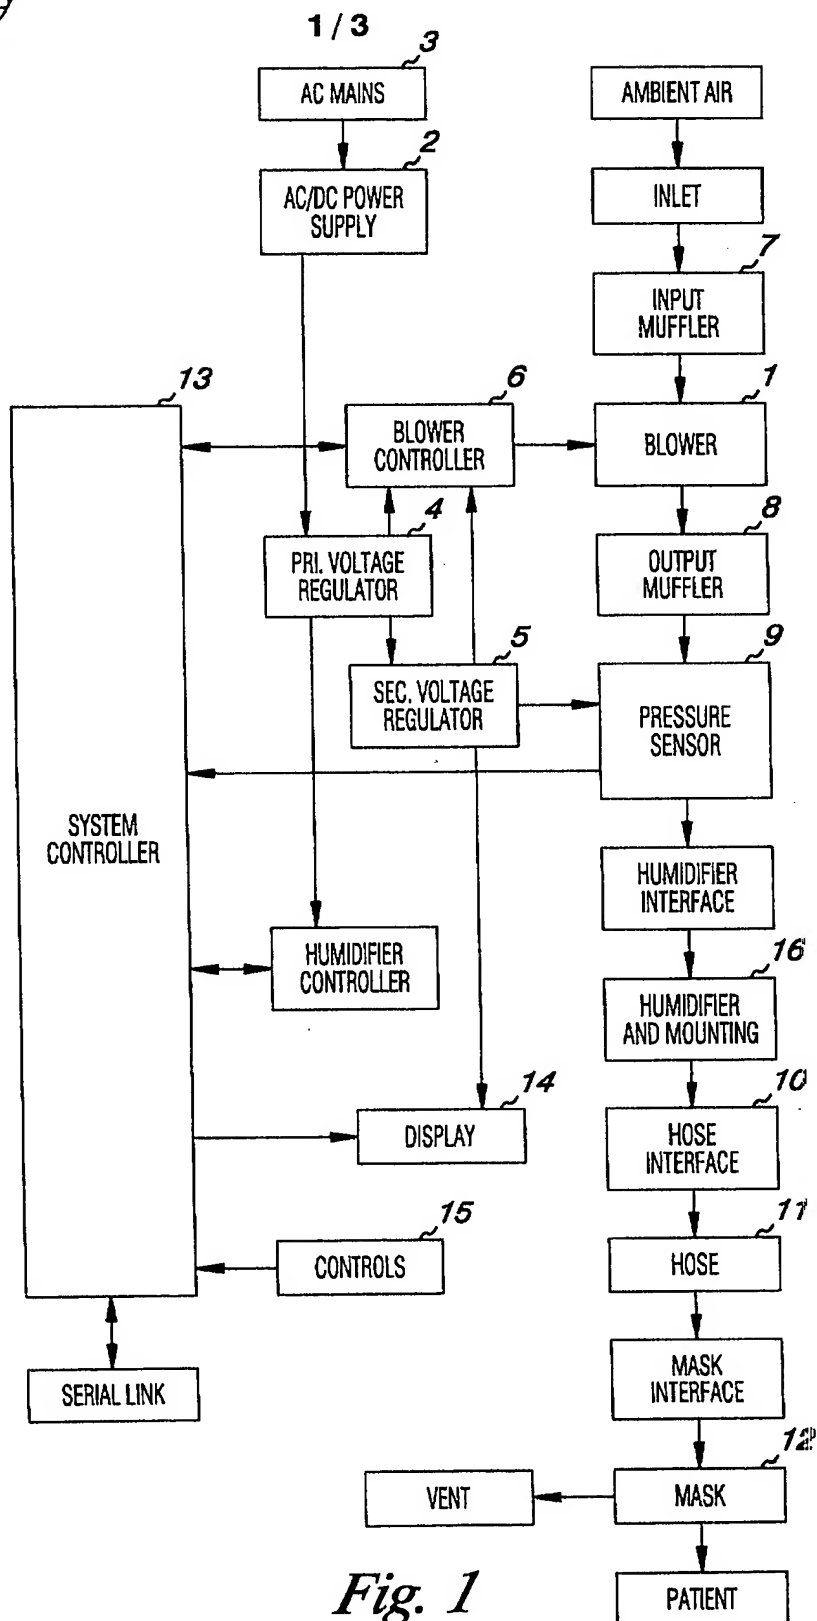 1/3
3
AC MAINS
AMBIENT AIR
2
AC/DC POWER
SUPPLY
INLET
7
INPUT
MUFFLER
13
6
1
BLOWER
CONTROLLER
BLOWER
4
8
PRI. VOLTAGE
REGULATOR
OUTPUT
MUFFLER
5
9
SEC. VOLTAGE
REGULATOR
PRESSURE
SENSOR
SYSTEM
CONTROLLER
HUMIDIFIER
INTERFACE
HUMIDIFIER
CONTROLLER
16
HUMIDIFIER
AND MOUNTING
14
10
DISPLAY
HOSE
INTERFACE
15
11
CONTROLS
HOSE
SERIAL LINK
MASK
INTERFACE
12
VENT
MASK
PATIENT
Fig. 1